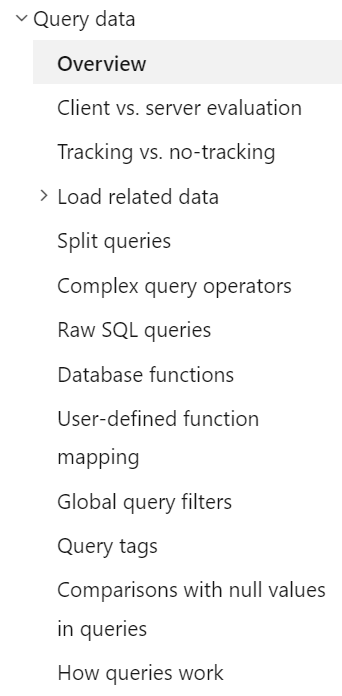 Query data
Overview
Client vs. server evaluation
Tracking vs. no-tracking
Load related data
Split queries
Complex query operators
Raw SQL queries
Database functions
User-defined function
mapping
Global query filters
Query tags
Comparisons with null values
in queries
How queries work